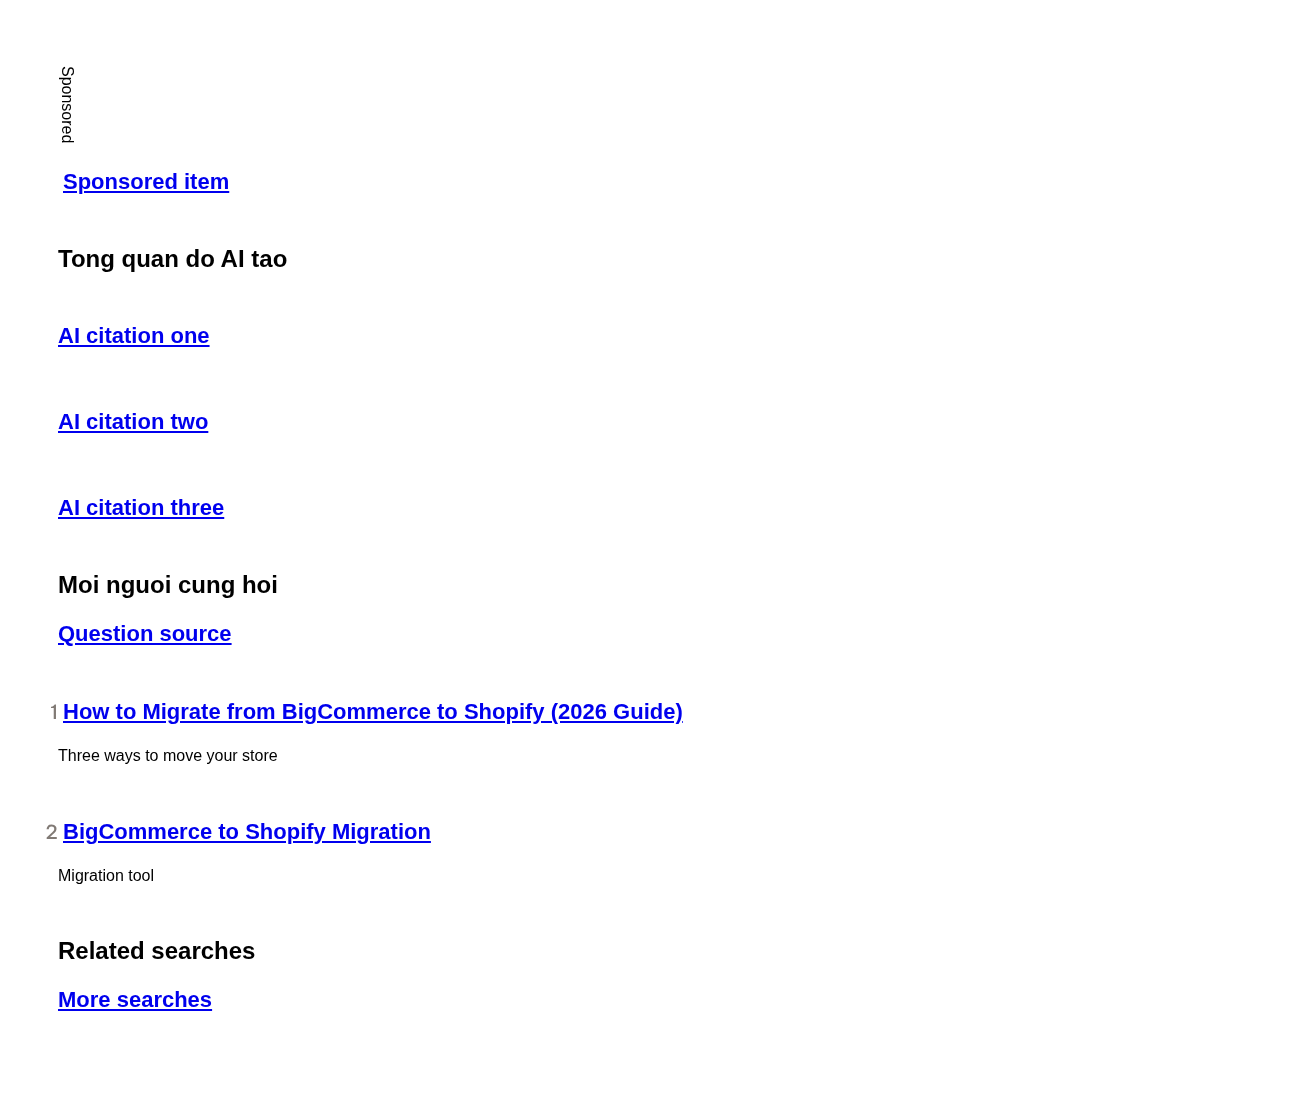 Sponsored
Sponsored item
Tong quan do AI tao
AI citation one
AI citation two
AI citation three
Moi nguoi cung hoi
Question source
1 How to Migrate from BigCommerce to Shopify (2026 Guide)
Three ways to move your store
2 BigCommerce to Shopify Migration
Migration tool
Related searches
More searches